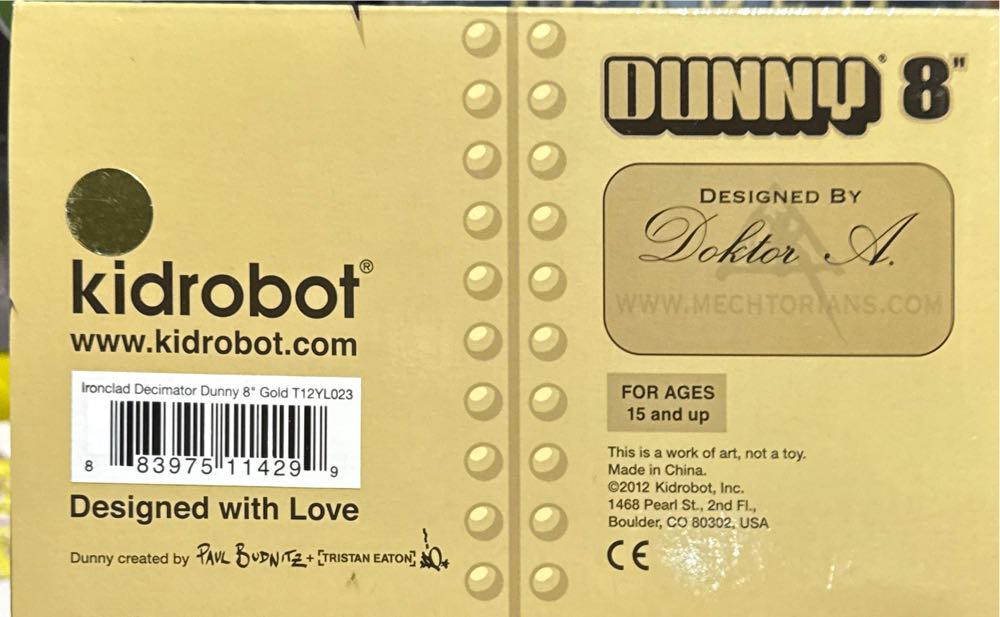 kidrobot®
www.kidrobot.com
Ironclad Decimator Dunny 8" Gold T12YL023
8 83975 11429 9
Designed with Love
Dunny created by PAUL BUDNITZ + [TRISTAN EATON]
DUNNY® 8"
DESIGNED BY
Doktor A.
WWW.MECHTORIANS.COM
FOR AGES
15 and up
This is a work of art, not a toy.
Made in China.
©2012 Kidrobot, Inc.
1468 Pearl St., 2nd Fl.,
Boulder, CO 80302, USA
CE